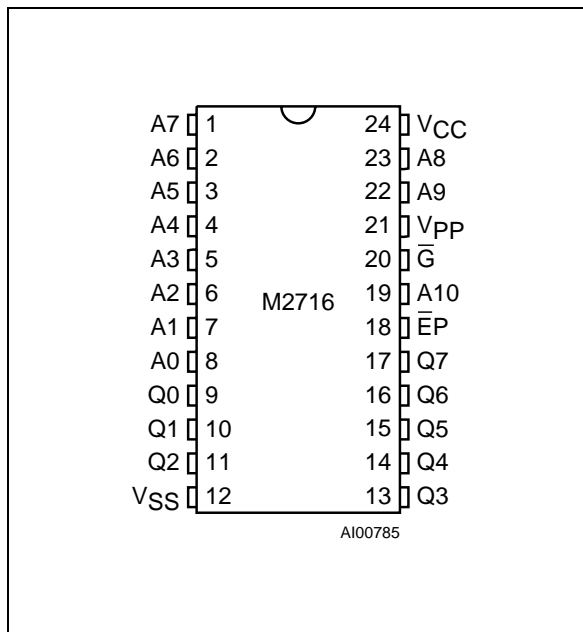 A7 1 24 VCC
A6 2 23 A8
A5 3 22 A9
A4 4 21 VPP
A3 5 20 G̅
A2 6 19 A10
M2716
A1 7 18 E̅P
A0 8 17 Q7
Q0 9 16 Q6
Q1 10 15 Q5
Q2 11 14 Q4
VSS 12 13 Q3
AI00785